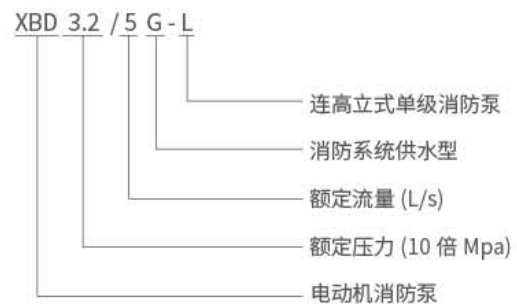 XBD 3.2 / 5 G - L
连高立式单级消防泵
消防系统供水型
额定流量 (L/s)
额定压力 (10 倍 Mpa)
电动机消防泵